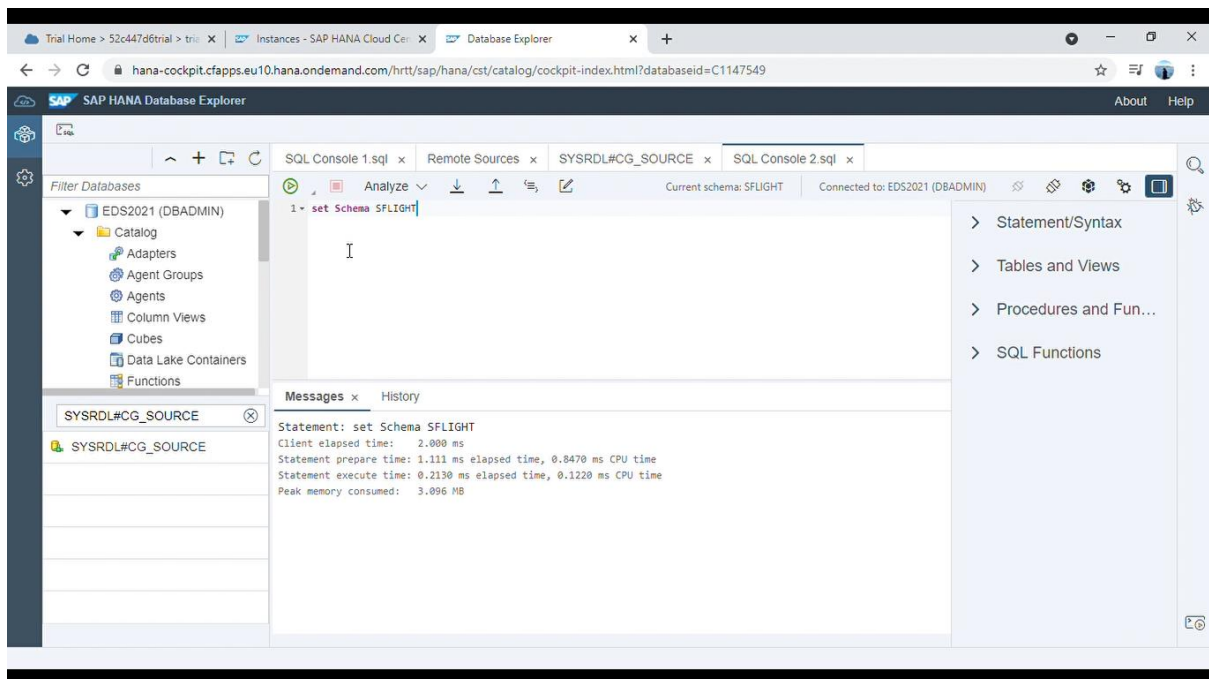 Trial Home > 52c447d6trial > tria
Instances - SAP HANA Cloud Cen
Database Explorer
hana-cockpit.cfapps.eu10.hana.ondemand.com/hrtt/sap/hana/cst/catalog/cockpit-index.html?databaseid=C1147549
SAP SAP HANA Database Explorer
About Help
SQL
SQL Console 1.sql
Remote Sources
SYSRDL#CG_SOURCE
SQL Console 2.sql
Filter Databases
Analyze
Current schema: SFLIGHT
Connected to: EDS2021 (DBADMIN)
EDS2021 (DBADMIN)
Catalog
Adapters
Agent Groups
Agents
Column Views
Cubes
Data Lake Containers
Functions
1 set Schema SFLIGHT
Statement/Syntax
Tables and Views
Procedures and Fun...
SQL Functions
SYSRDL#CG_SOURCE
SYSRDL#CG_SOURCE
Messages
History
Statement: set Schema SFLIGHT
Client elapsed time: 2.000 ms
Statement prepare time: 1.111 ms elapsed time, 0.8470 ms CPU time
Statement execute time: 0.2130 ms elapsed time, 0.1220 ms CPU time
Peak memory consumed: 3.096 MB